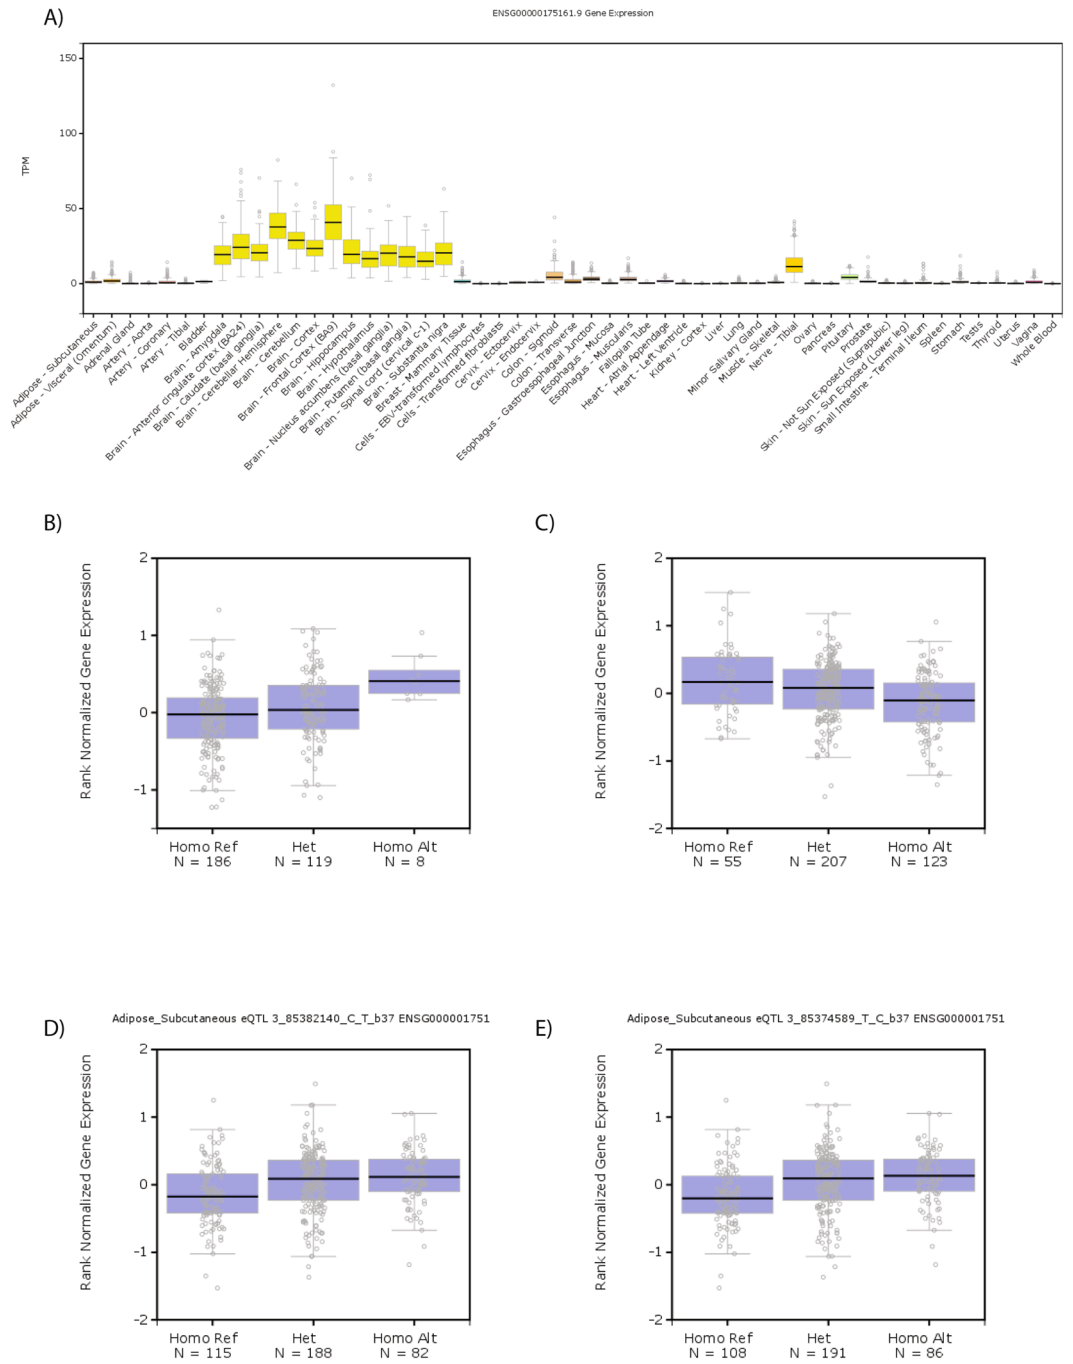 A)
ENSG00000175161.9 Gene Expression
TPM
150
100
50
0
Adipose - Subcutaneous
Adipose - Visceral (Omentum)
Adrenal Gland
Artery - Aorta
Artery - Coronary
Artery - Tibial
Bladder
Brain - Amygdala
Brain - Anterior cingulate cortex (BA24)
Brain - Caudate (basal ganglia)
Brain - Cerebellar Hemisphere
Brain - Cerebellum
Brain - Cortex
Brain - Frontal Cortex (BA9)
Brain - Hippocampus
Brain - Hypothalamus
Brain - Nucleus accumbens (basal ganglia)
Brain - Putamen (basal ganglia)
Brain - Spinal cord (cervical c-1)
Brain - Substantia nigra
Breast - Mammary Tissue
Cells - EBV-transformed lymphocytes
Cells - Transformed fibroblasts
Cervix - Ectocervix
Cervix - Endocervix
Colon - Sigmoid
Colon - Transverse
Esophagus - Gastroesophageal Junction
Esophagus - Mucosa
Esophagus - Muscularis
Fallopian Tube
Heart - Atrial Appendage
Heart - Left Ventricle
Kidney - Cortex
Liver
Lung
Minor Salivary Gland
Muscle - Skeletal
Nerve - Tibial
Ovary
Pancreas
Pituitary
Prostate
Skin - Not Sun Exposed (Suprapubic)
Skin - Sun Exposed (Lower leg)
Small Intestine - Terminal Ileum
Spleen
Stomach
Testis
Thyroid
Uterus
Vagina
Whole Blood
B)
Rank Normalized Gene Expression
2
1
0
-1
Homo Ref Het Homo Alt
N = 186 N = 119 N = 8
C)
Rank Normalized Gene Expression
2
1
0
-1
-2
Homo Ref Het Homo Alt
N = 55 N = 207 N = 123
D)
Adipose_Subcutaneous eQTL 3_85382140_C_T_b37 ENSG000001751
Rank Normalized Gene Expression
2
1
0
-1
-2
Homo Ref Het Homo Alt
N = 115 N = 188 N = 82
E)
Adipose_Subcutaneous eQTL 3_85374589_T_C_b37 ENSG000001751
Rank Normalized Gene Expression
2
1
0
-1
-2
Homo Ref Het Homo Alt
N = 108 N = 191 N = 86